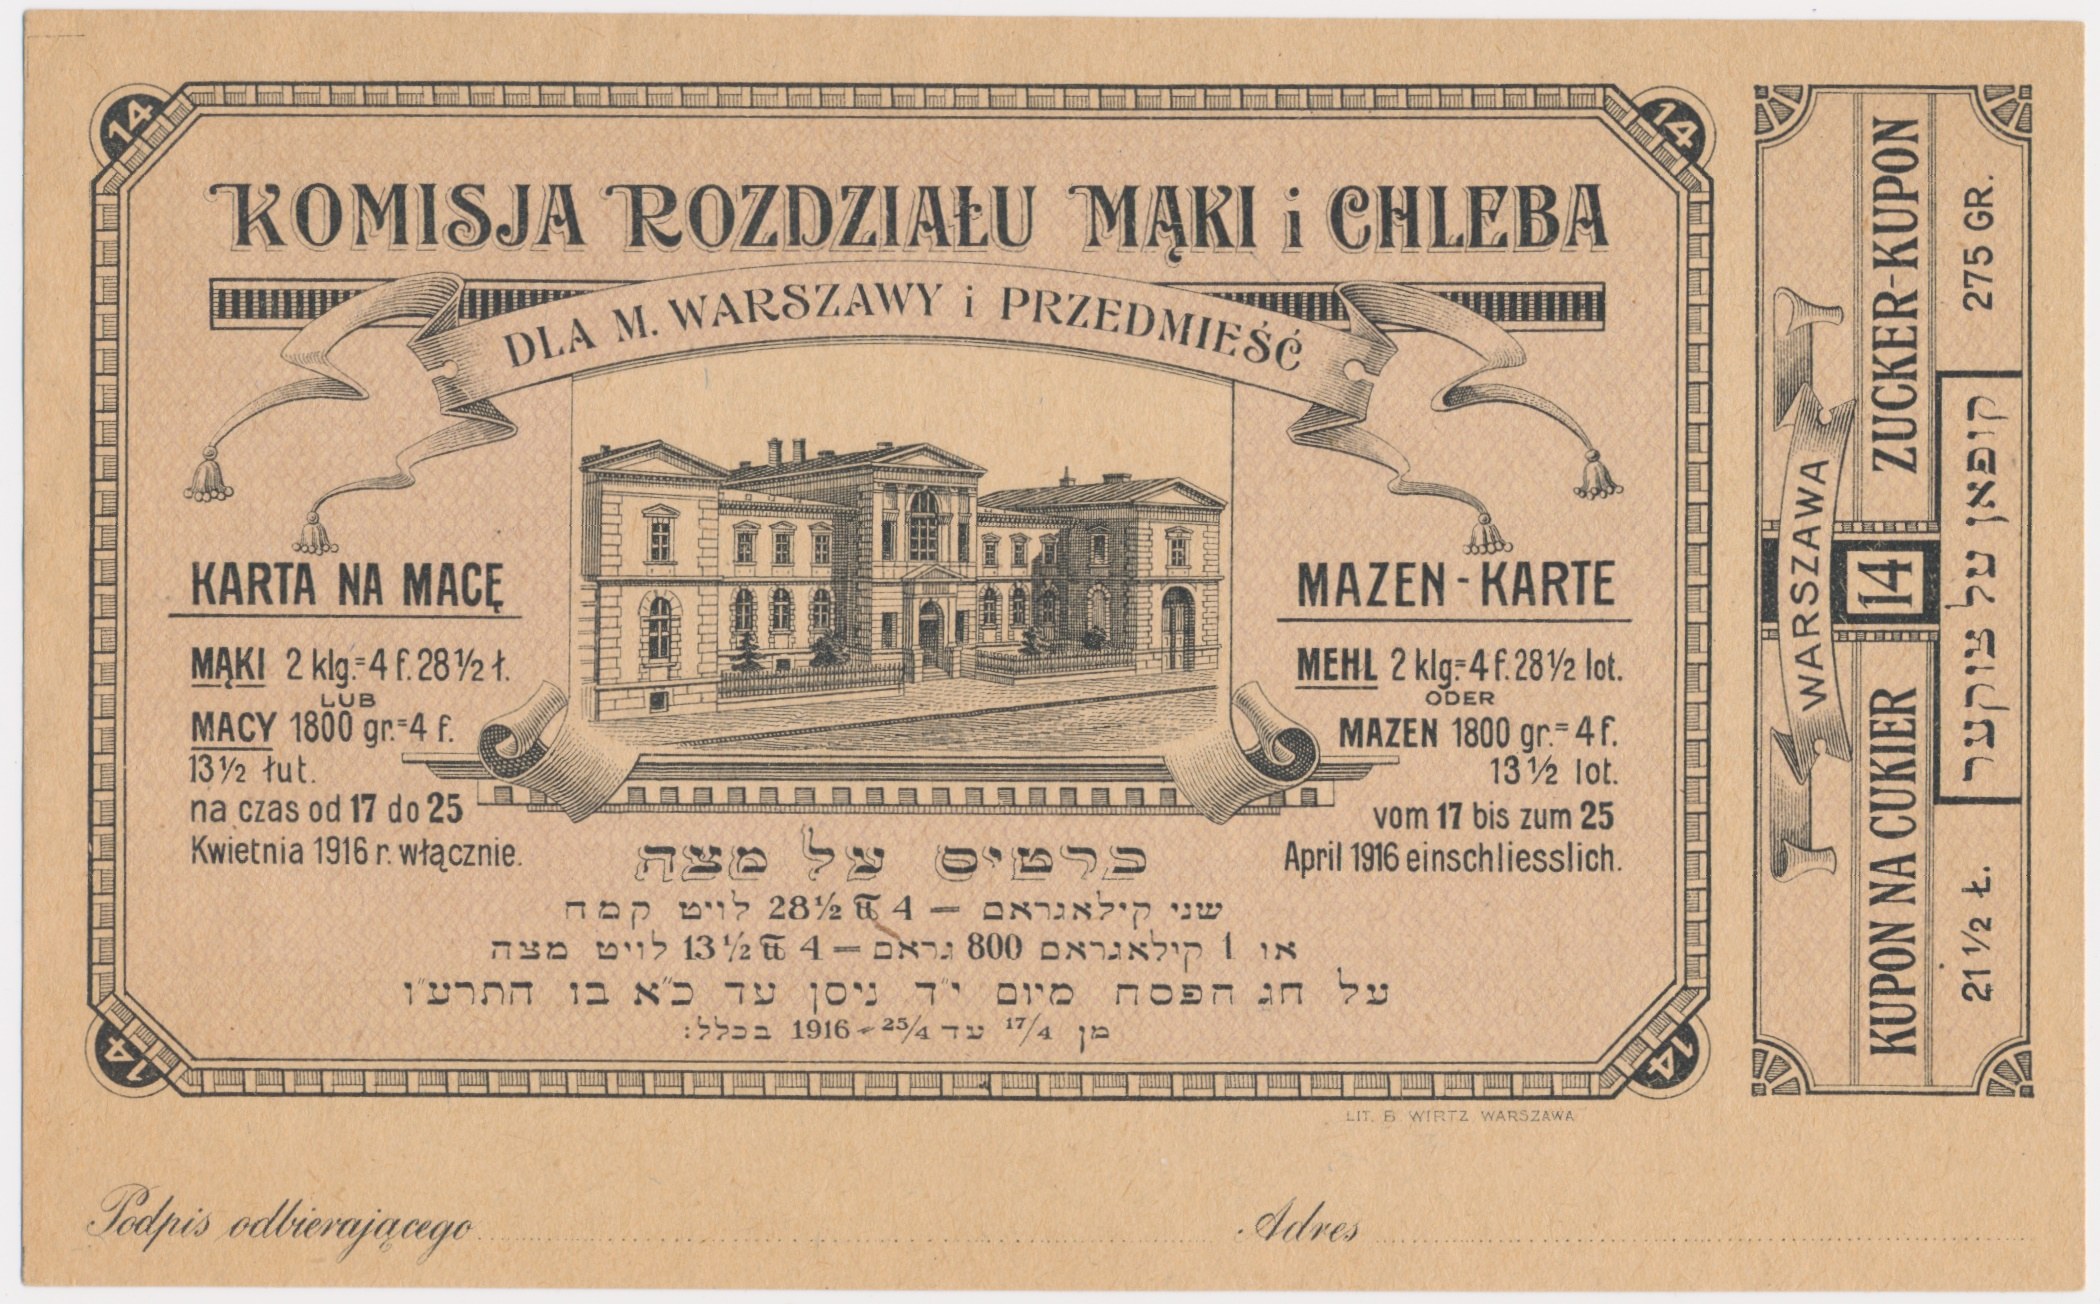 KOMISJA ROZDZIAŁU MĄKI i CHLEBA
DLA M. WARSZAWY i PRZEDMIEŚĆ
14
14
KARTA NA MACĘ
MĄKI 2 klg.=4 f. 28½ ł.
LUB
MACY 1800 gr.=4 f.
13½ łut.
na czas od 17 do 25
Kwietnia 1916 r. włącznie.
MAZEN-KARTE
MEHL 2 klg.=4 f. 28½ lot.
ODER
MAZEN 1800 gr.=4 f.
13½ lot.
vom 17 bis zum 25
April 1916 einschliesslich.
כרטיס על מצה
שני קילאגראם — 4 ℔ 28½ לויט קמח
או 1 קילאגראם 800 גראם — 4 ℔ 13½ לויט מצה
על חג הפסח מיום י"ד ניסן עד כ"א בו התרע"ו
מן 17/4 עד 25/4 - 1916 בכלל:
14
14
LIT. B. WIRTZ WARSZAWA
Podpis odbierającego
Adres
WARSZAWA
KUPON NA CUKIER 14 ZUCKER-KUPON
21½ Ł. קופאן על צוקער 275 GR.